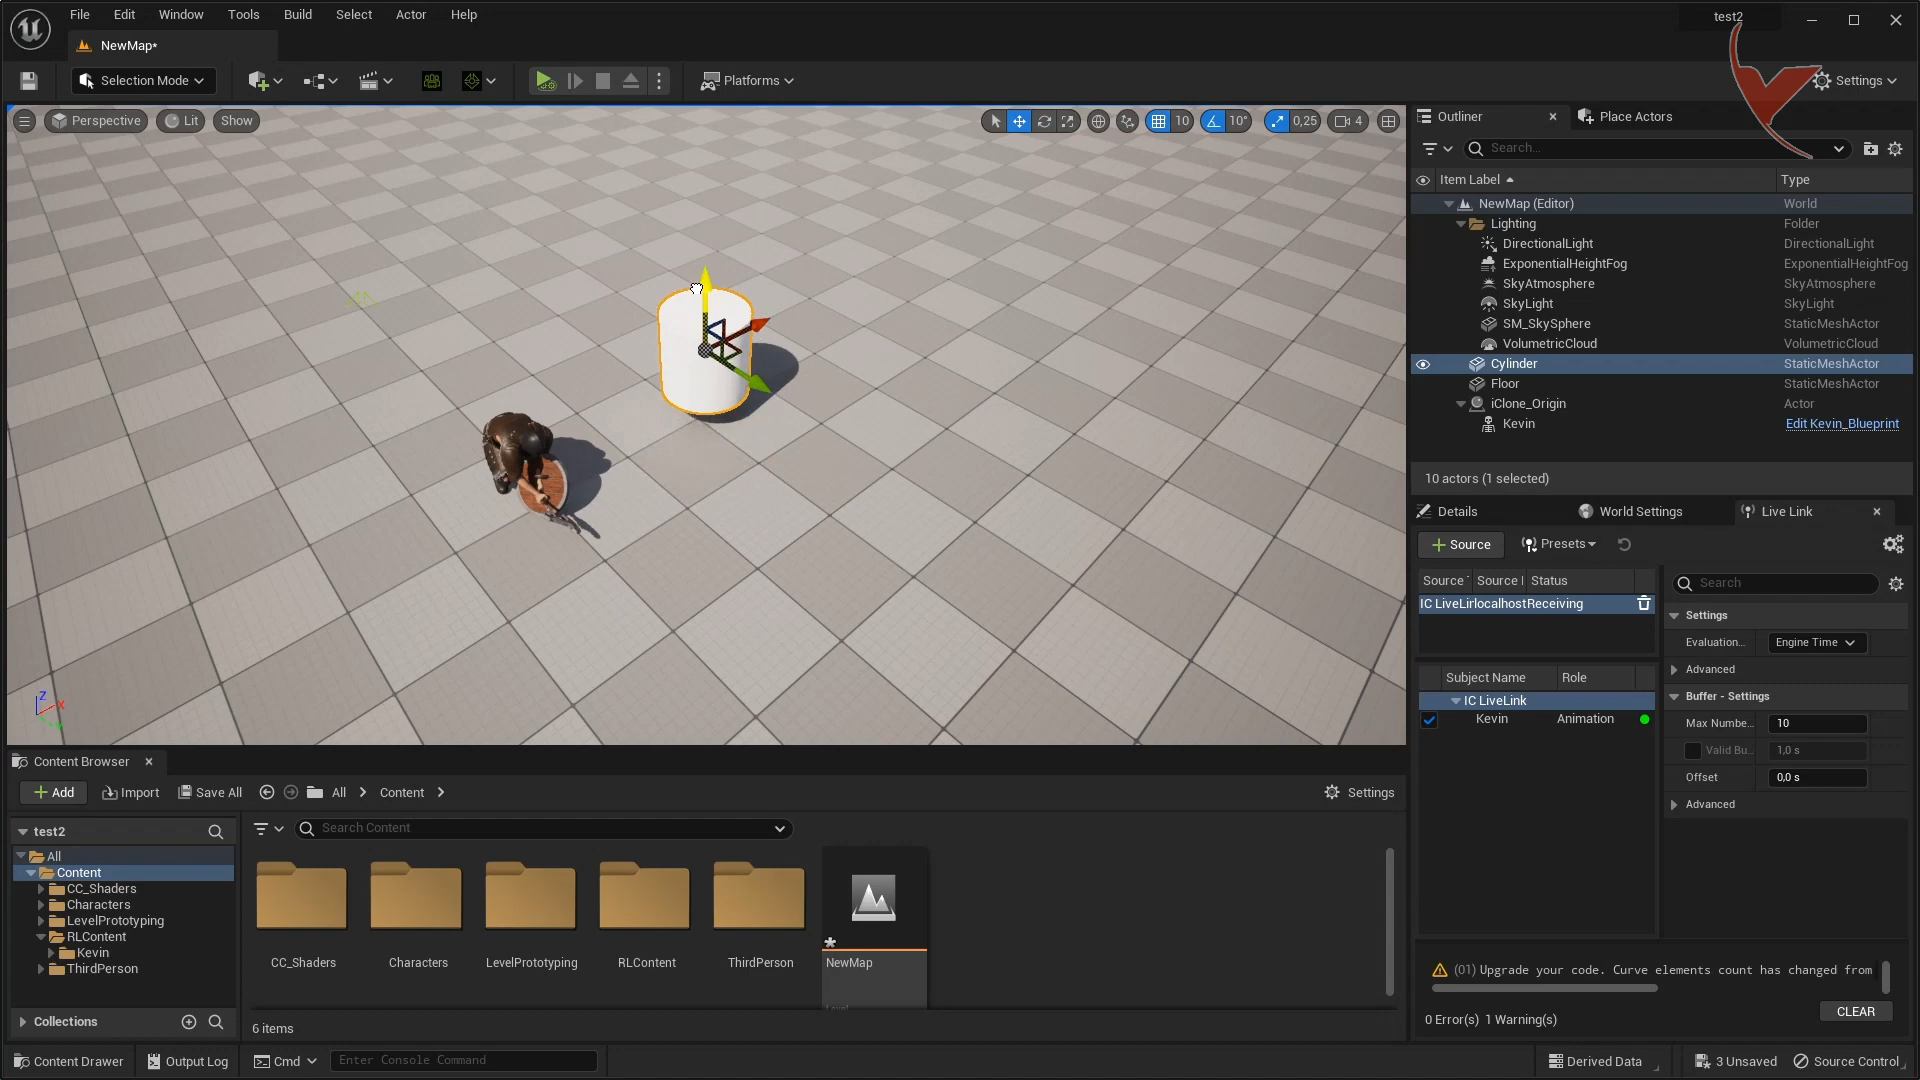 File Edit Window Tools Build Select Actor Help
test2
NewMap*
Selection Mode
Platforms
Settings
Perspective Lit Show
10 10° 0,25 4
Outliner
Place Actors
Search...
Item Label Type
NewMap (Editor) World
Lighting Folder
DirectionalLight DirectionalLight
ExponentialHeightFog ExponentialHeightFog
SkyAtmosphere SkyAtmosphere
SkyLight SkyLight
SM_SkySphere StaticMeshActor
VolumetricCloud VolumetricCloud
Cylinder StaticMeshActor
Floor StaticMeshActor
iClone_Origin Actor
Kevin Edit Kevin_Blueprint
10 actors (1 selected)
Details World Settings Live Link
Source Presets
Search
Source Source Status
IC LiveLir localhost Receiving
Settings
Evaluation... Engine Time
Advanced
Subject Name Role
IC LiveLink
Kevin Animation
Buffer - Settings
Max Numbe... 10
Valid Bu... 1,0 s
Offset 0,0 s
Advanced
Z
X
Content Browser
Add Import Save All All Content
Settings
test2
Search Content
All
Content
CC_Shaders
Characters
LevelPrototyping
RLContent
Kevin
ThirdPerson
CC_Shaders Characters LevelPrototyping RLContent ThirdPerson NewMap
Level
(01) Upgrade your code. Curve elements count has changed from
0 Error(s) 1 Warning(s)
CLEAR
Collections
6 items
Content Drawer Output Log Cmd Enter Console Command
Derived Data 3 Unsaved Source Control